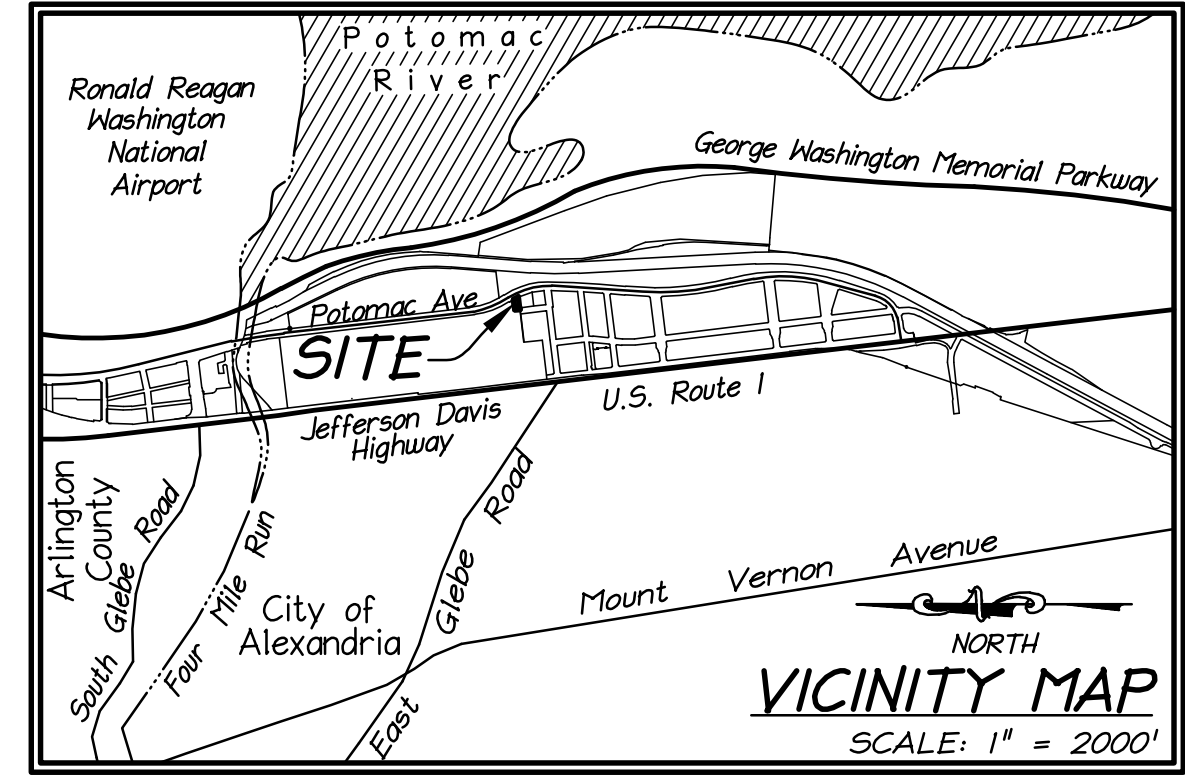 Potomac
River
Ronald Reagan
Washington
National
Airport
George Washington Memorial Parkway
Potomac Ave
SITE
U.S. Route 1
Jefferson Davis
Highway
Arlington
County
South Glebe Road
Four Mile Run
City of
Alexandria
East Glebe Road
Mount Vernon Avenue
NORTH
VICINITY MAP
SCALE: 1" = 2000'